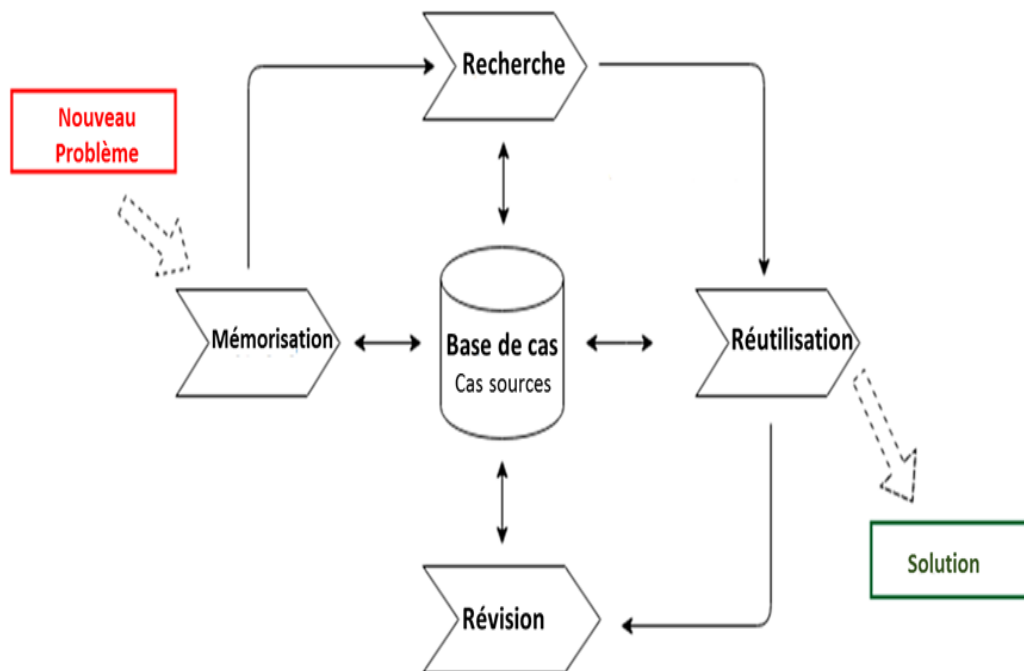 Recherche
Nouveau
Problème
Mémorisation
Base de cas
Cas sources
Réutilisation
Révision
Solution